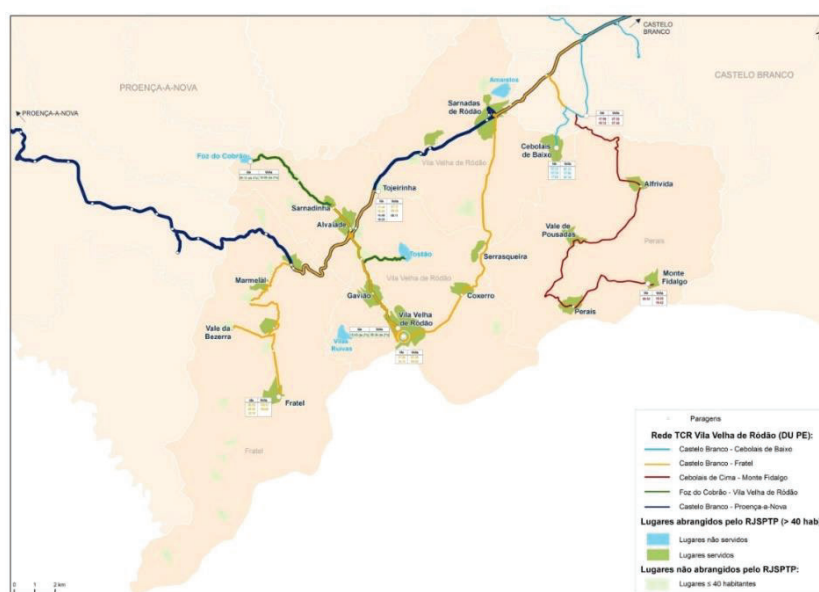 CASTELO
BRANCO
PROENÇA-A-NOVA
CASTELO BRANCO
Amarelos
Sarnadas
de Ródão
PROENÇA-A-NOVA
Foz do Cobrão
Vila Velha de Ródão
Cebolais
de Baixo
Tojeirinha
Alfrivida
Sarnadinha
Alvaiade
Vale de
Pousadas
Perais
Tostão
Serrasqueira
Vila Velha
de Ródão
Marmelal
Monte
Fidalgo
Gavião
Coxerro
Perais
Vila Velha
de Ródão
Vale da
Bezerra
Vilas
Ruivas
Fratel
Fratel
Paragens
Rede TCR Vila Velha de Ródão (DU PE):
Castelo Branco - Cebolais de Baixo
Castelo Branco - Fratel
Cebolais de Cima - Monte Fidalgo
Foz do Cobrão - Vila Velha de Ródão
Castelo Branco - Proença-a-Nova
Lugares abrangidos pelo RJSPTP (> 40 habi
Lugares não servidos
Lugares servidos
Lugares não abrangidos pelo RJSPTP:
Lugares ≤ 40 habitantes
0 1 2 km